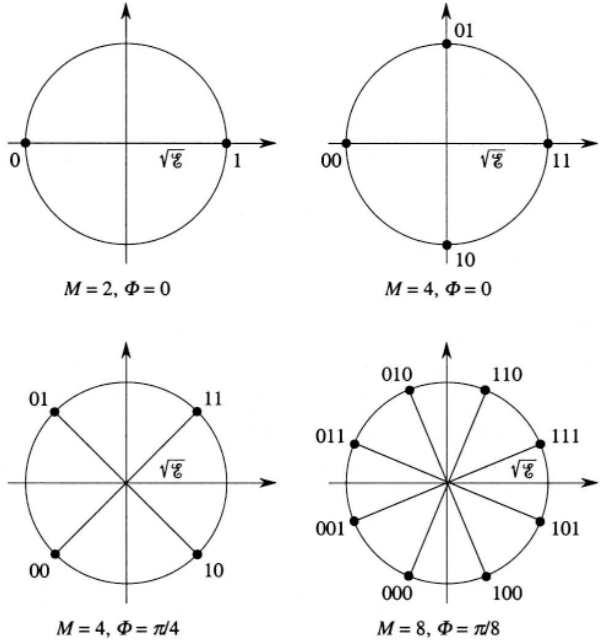 01
0 √ℰ 1
00 √ℰ 11
10
M = 2, Φ = 0
M = 4, Φ = 0
01 11
√ℰ
00 10
010 110
011 111
√ℰ
001 101
000 100
M = 4, Φ = π/4
M = 8, Φ = π/8